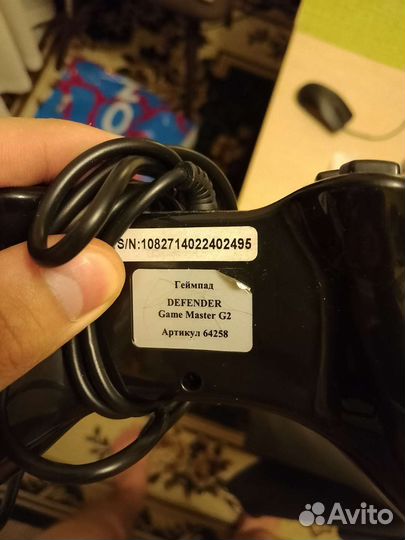 S/N:1082714022402495
Геймпад
DEFENDER
Game Master G2
Артикул 64258
Avito